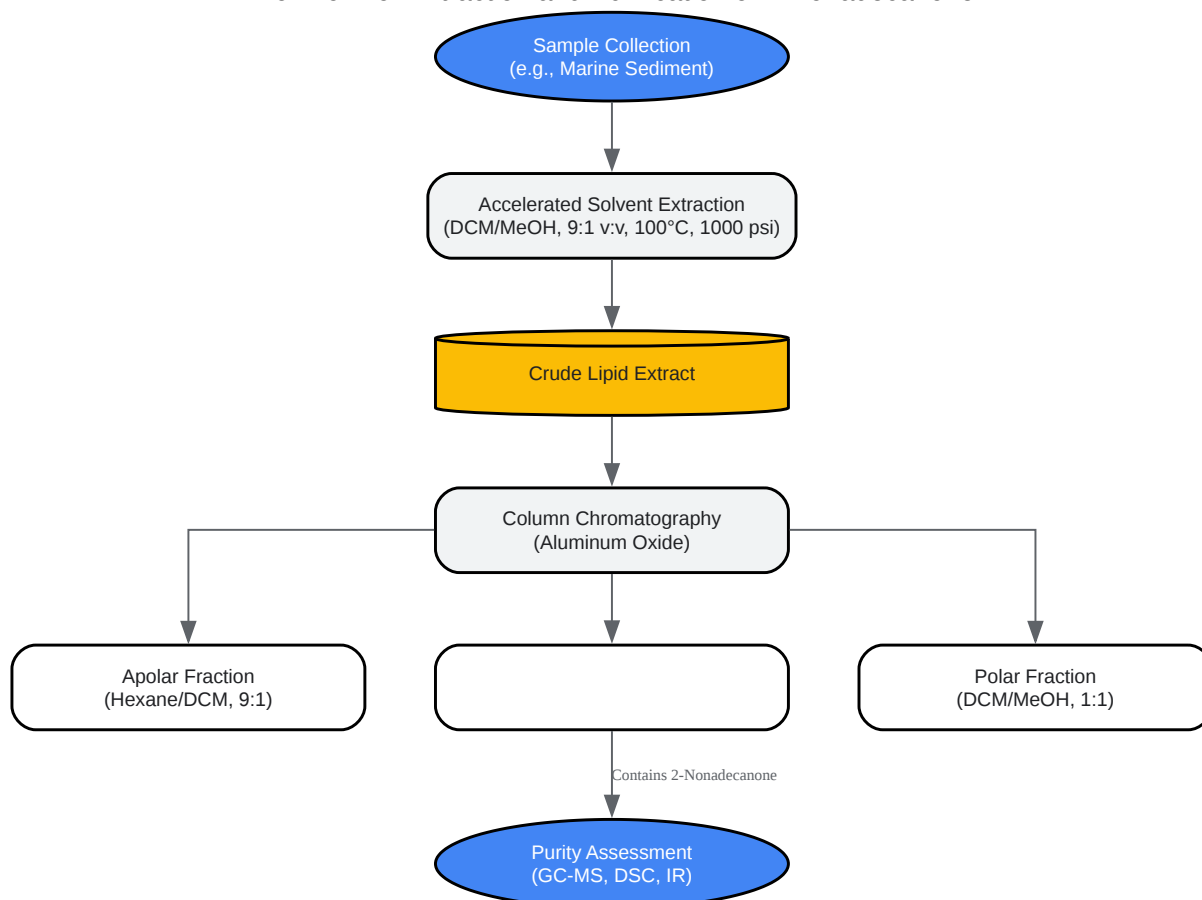 Sample Collection
(e.g., Marine Sediment)
Accelerated Solvent Extraction
(DCM/MeOH, 9:1 v:v, 100°C, 1000 psi)
Crude Lipid Extract
Column Chromatography
(Aluminum Oxide)
Apolar Fraction
(Hexane/DCM, 9:1)
Polar Fraction
(DCM/MeOH, 1:1)
Contains 2-Nonadecanone
Purity Assessment
(GC-MS, DSC, IR)